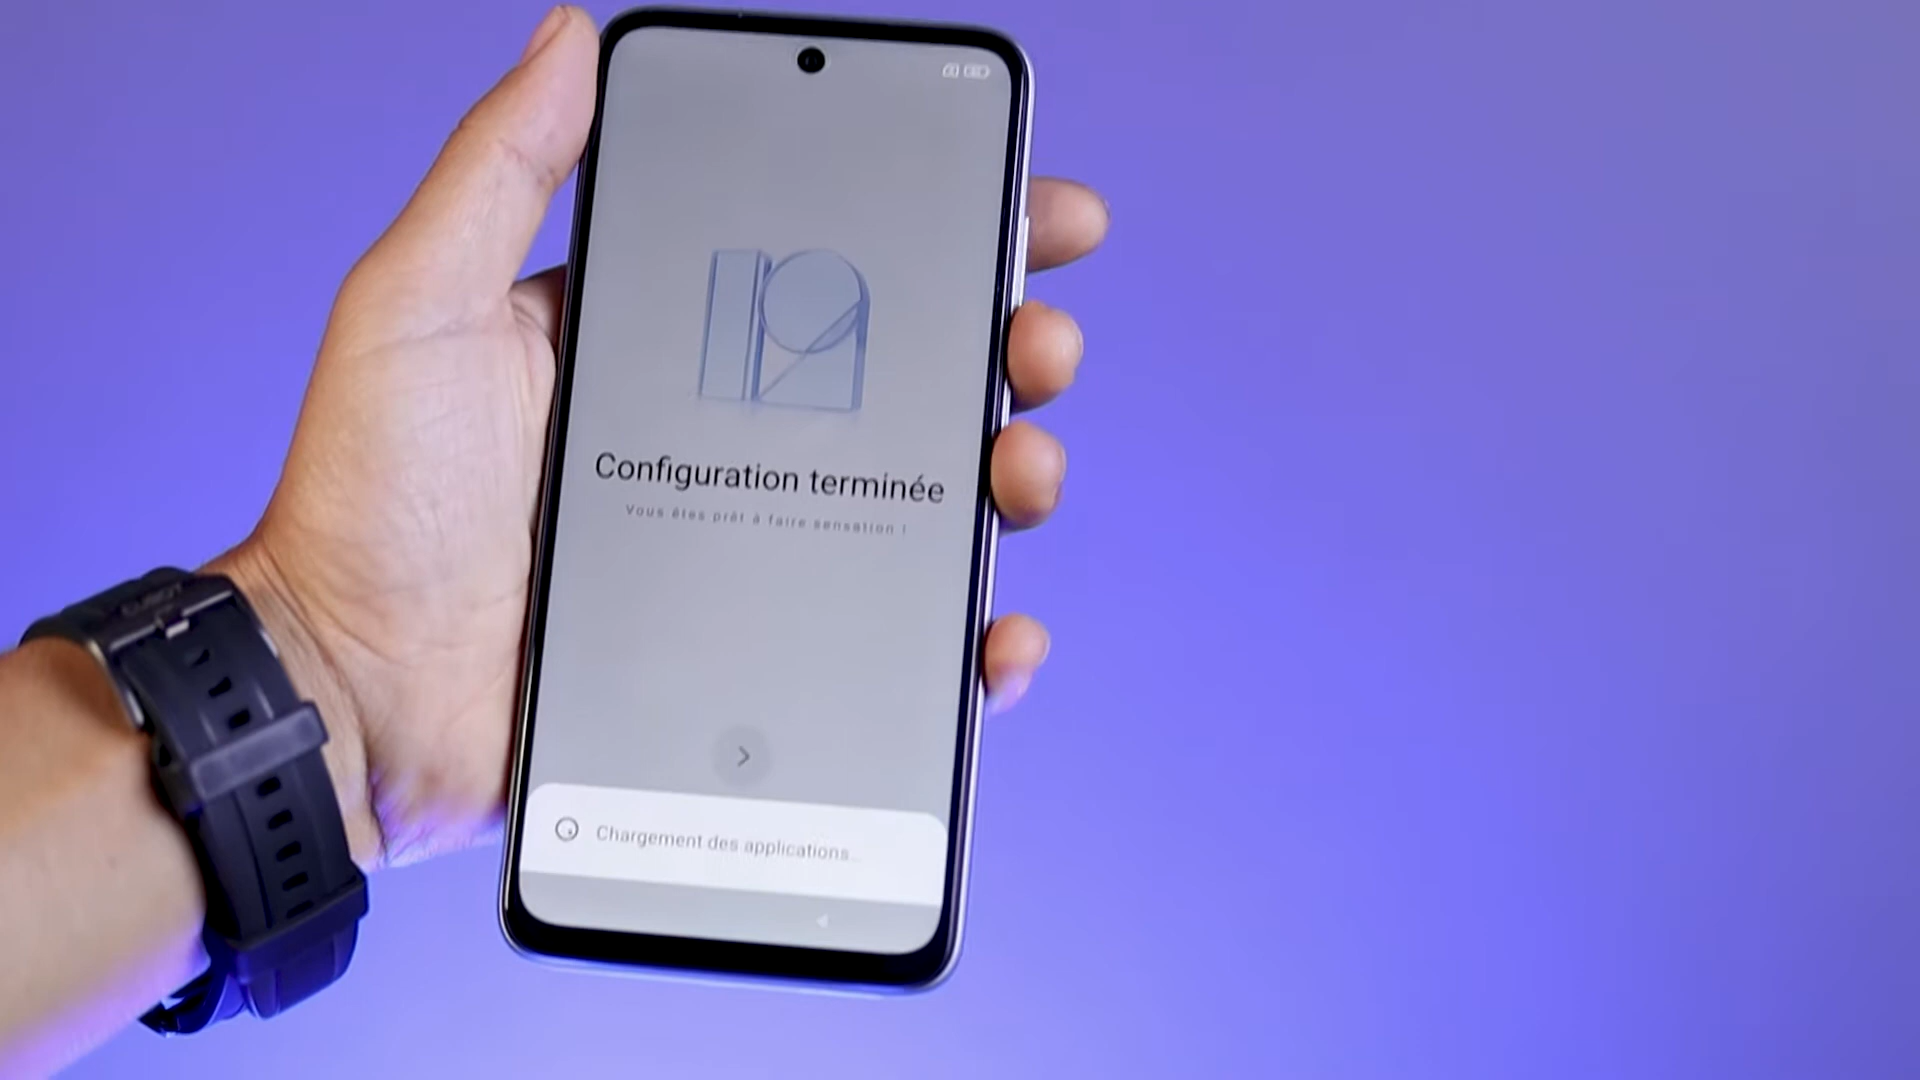 Configuration terminée
Vous êtes prêt à faire sensation !
Chargement des applications...